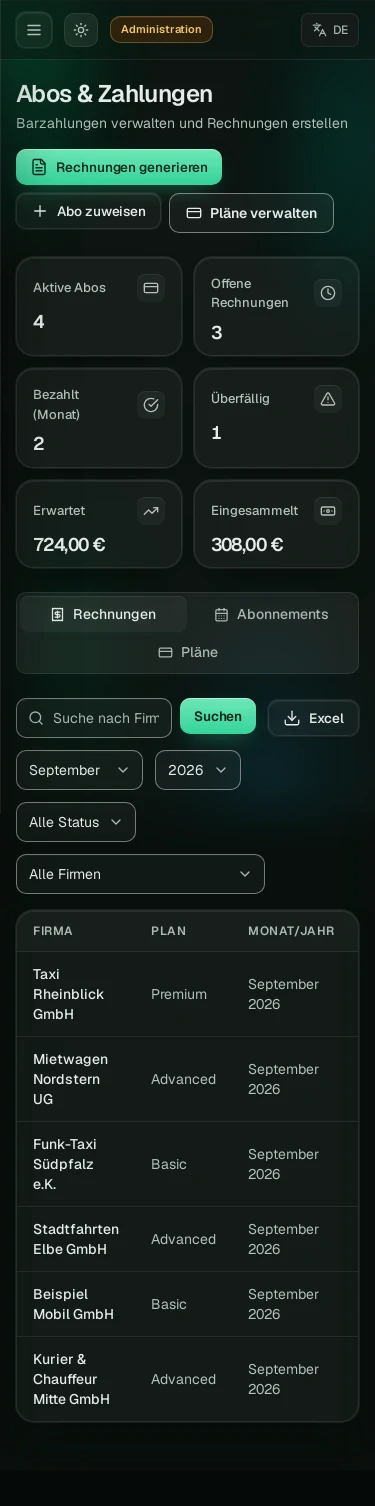 Administration
DE
Abos & Zahlungen
Barzahlungen verwalten und Rechnungen erstellen
Rechnungen generieren
Abo zuweisen
Pläne verwalten
Aktive Abos
4
Offene
Rechnungen
3
Bezahlt
(Monat)
2
Überfällig
1
Erwartet
724,00 €
Eingesammelt
308,00 €
Rechnungen
Abonnements
Pläne
Suche nach Firm
Suchen
Excel
September
2026
Alle Status
Alle Firmen
FIRMA PLAN MONAT/JAHR
Taxi
Rheinblick
GmbH
Premium
September
2026
Mietwagen
Nordstern
UG
Advanced
September
2026
Funk-Taxi
Südpfalz
e.K.
Basic
September
2026
Stadtfahrten
Elbe GmbH
Advanced
September
2026
Beispiel
Mobil GmbH
Basic
September
2026
Kurier &
Chauffeur
Mitte GmbH
Advanced
September
2026